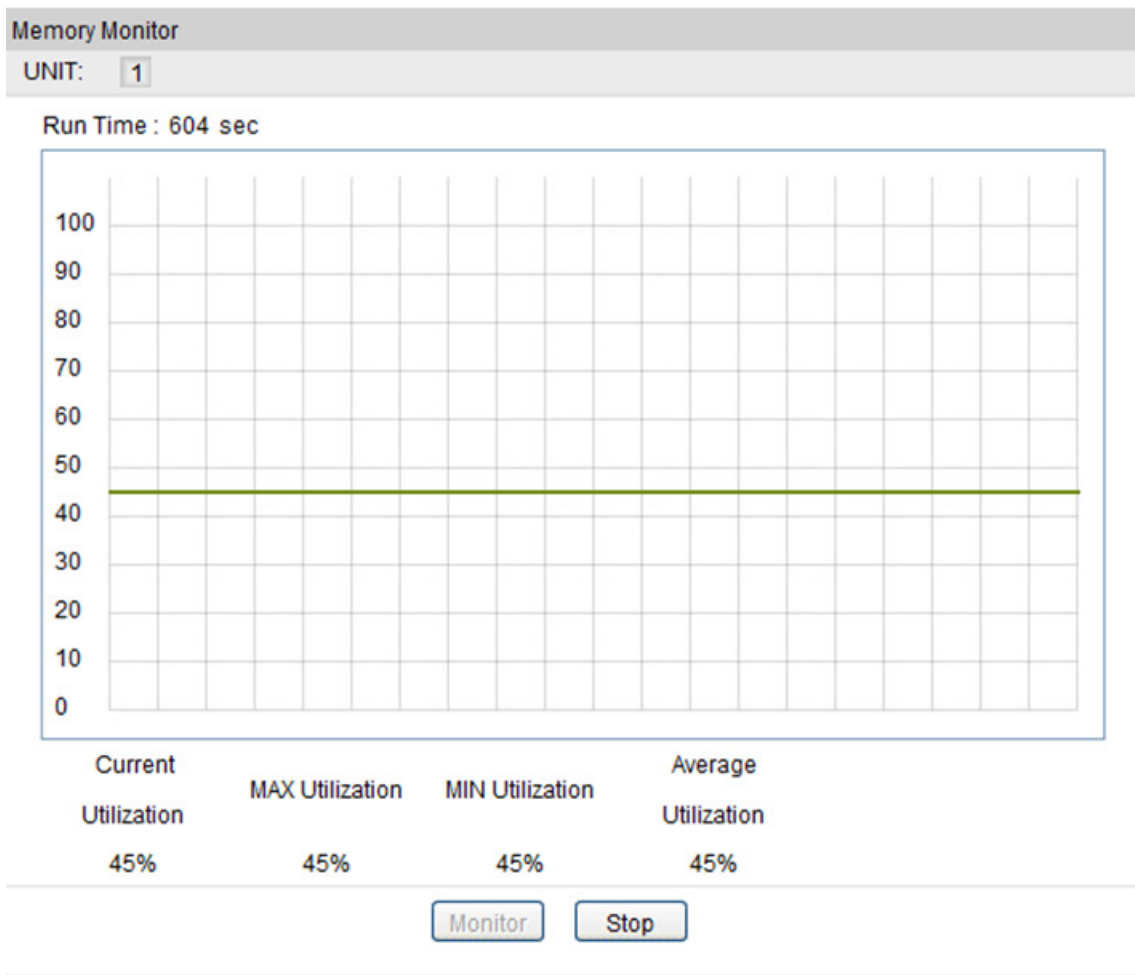 Memory Monitor
UNIT: 1
Run Time : 604 sec
100
90
80
70
60
50
40
30
20
10
0
Current Utilization MAX Utilization MIN Utilization Average Utilization
45% 45% 45% 45%
Monitor Stop